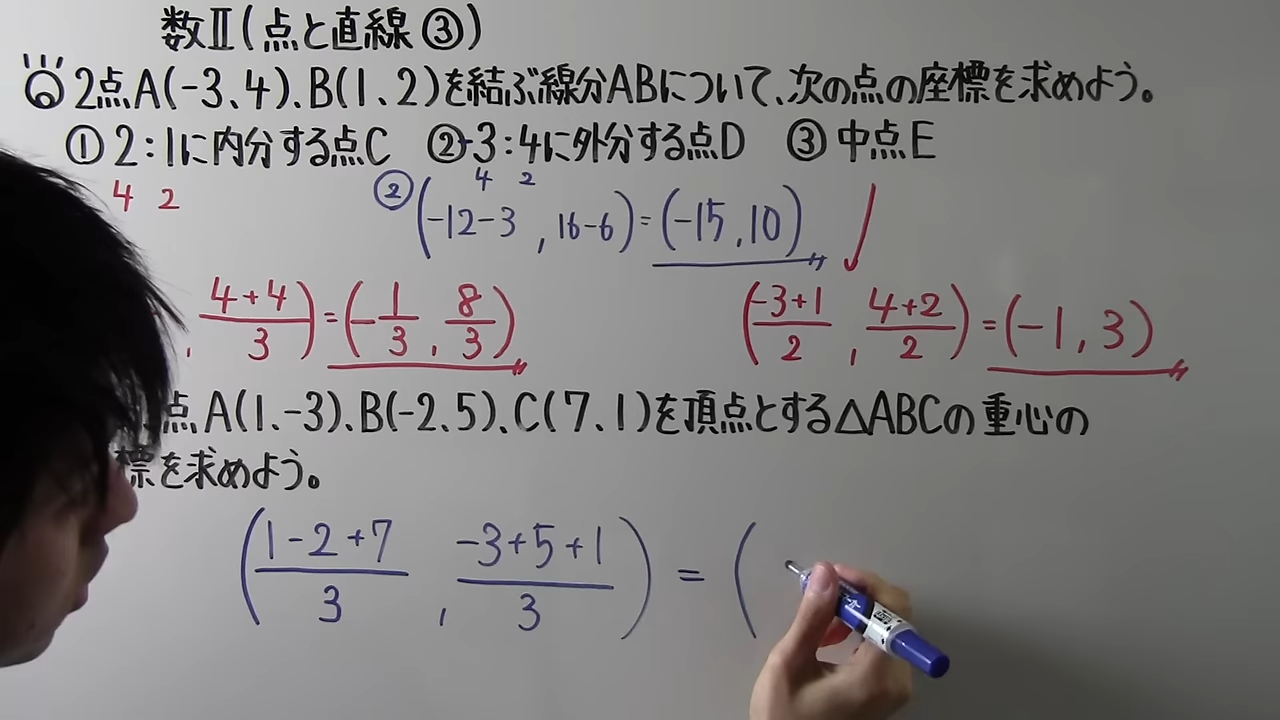 数Ⅱ(点と直線③)
2点A(-3、4)、B(1、2)を結ぶ線分ABについて、次の点の座標を求めよう。
①2:1に内分する点C ②-3:4に外分する点D ③中点E
4 2
4 2
②(-12-3, 16-6)=(-15, 10)
, 4+4/3)=(-1/3, 8/3)
(-3+1/2, 4+2/2)=(-1, 3)
点A(1、-3)、B(-2、5)、C(7、1)を頂点とする△ABCの重心の
標を求めよう。
(1-2+7/3, -3+5+1/3)=(